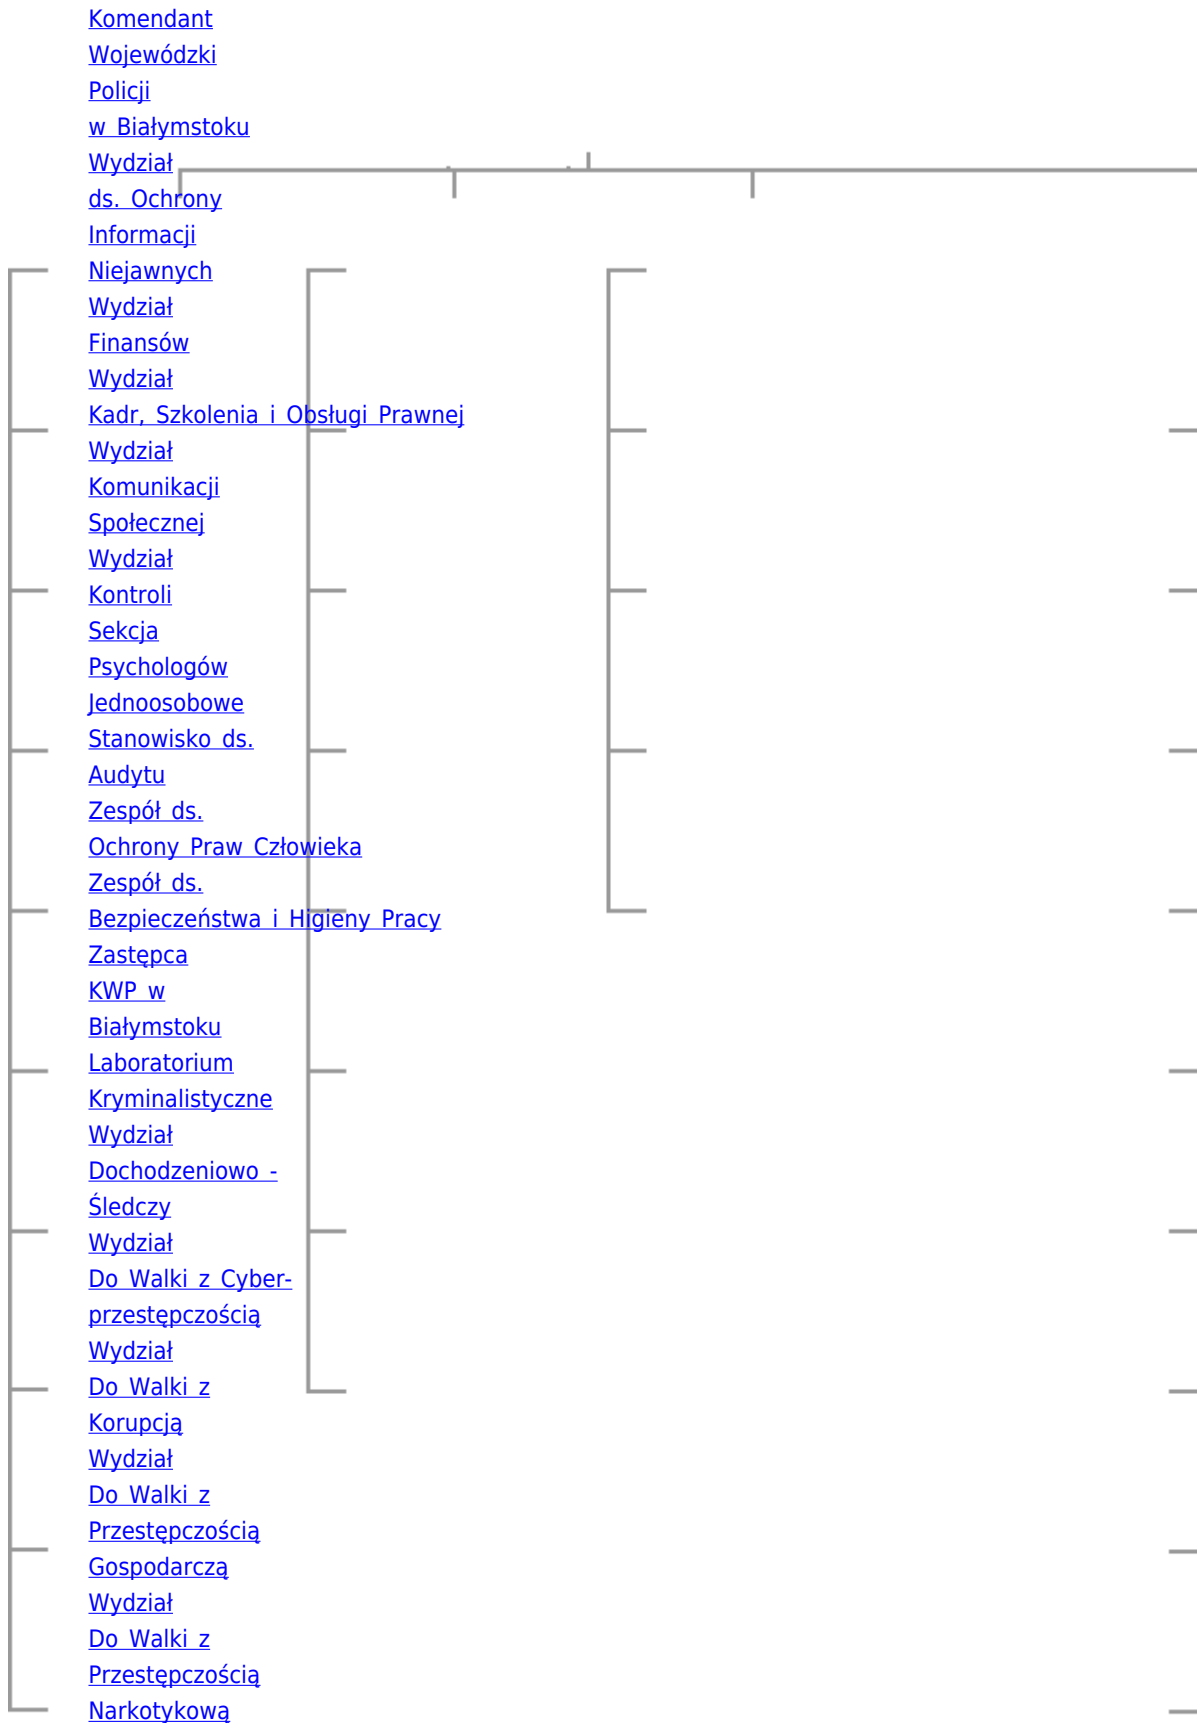 Komendant
Wojewódzki
Policji
w Białymstoku
Wydział
ds. Ochrony
Informacji
Niejawnych
Wydział
Finansów
Wydział
Kadr, Szkolenia i Obsługi Prawnej
Wydział
Komunikacji
Społecznej
Wydział
Kontroli
Sekcja
Psychologów
Jednoosobowe
Stanowisko ds.
Audytu
Zespół ds.
Ochrony Praw Człowieka
Zespół ds.
Bezpieczeństwa i Higieny Pracy
Zastępca
KWP w
Białymstoku
Laboratorium
Kryminalistyczne
Wydział
Dochodzeniowo -
Śledczy
Wydział
Do Walki z Cyber-
przestępczością
Wydział
Do Walki z
Korupcją
Wydział
Do Walki z
Przestępczością
Gospodarczą
Wydział
Do Walki z
Przestępczością
Narkotykową